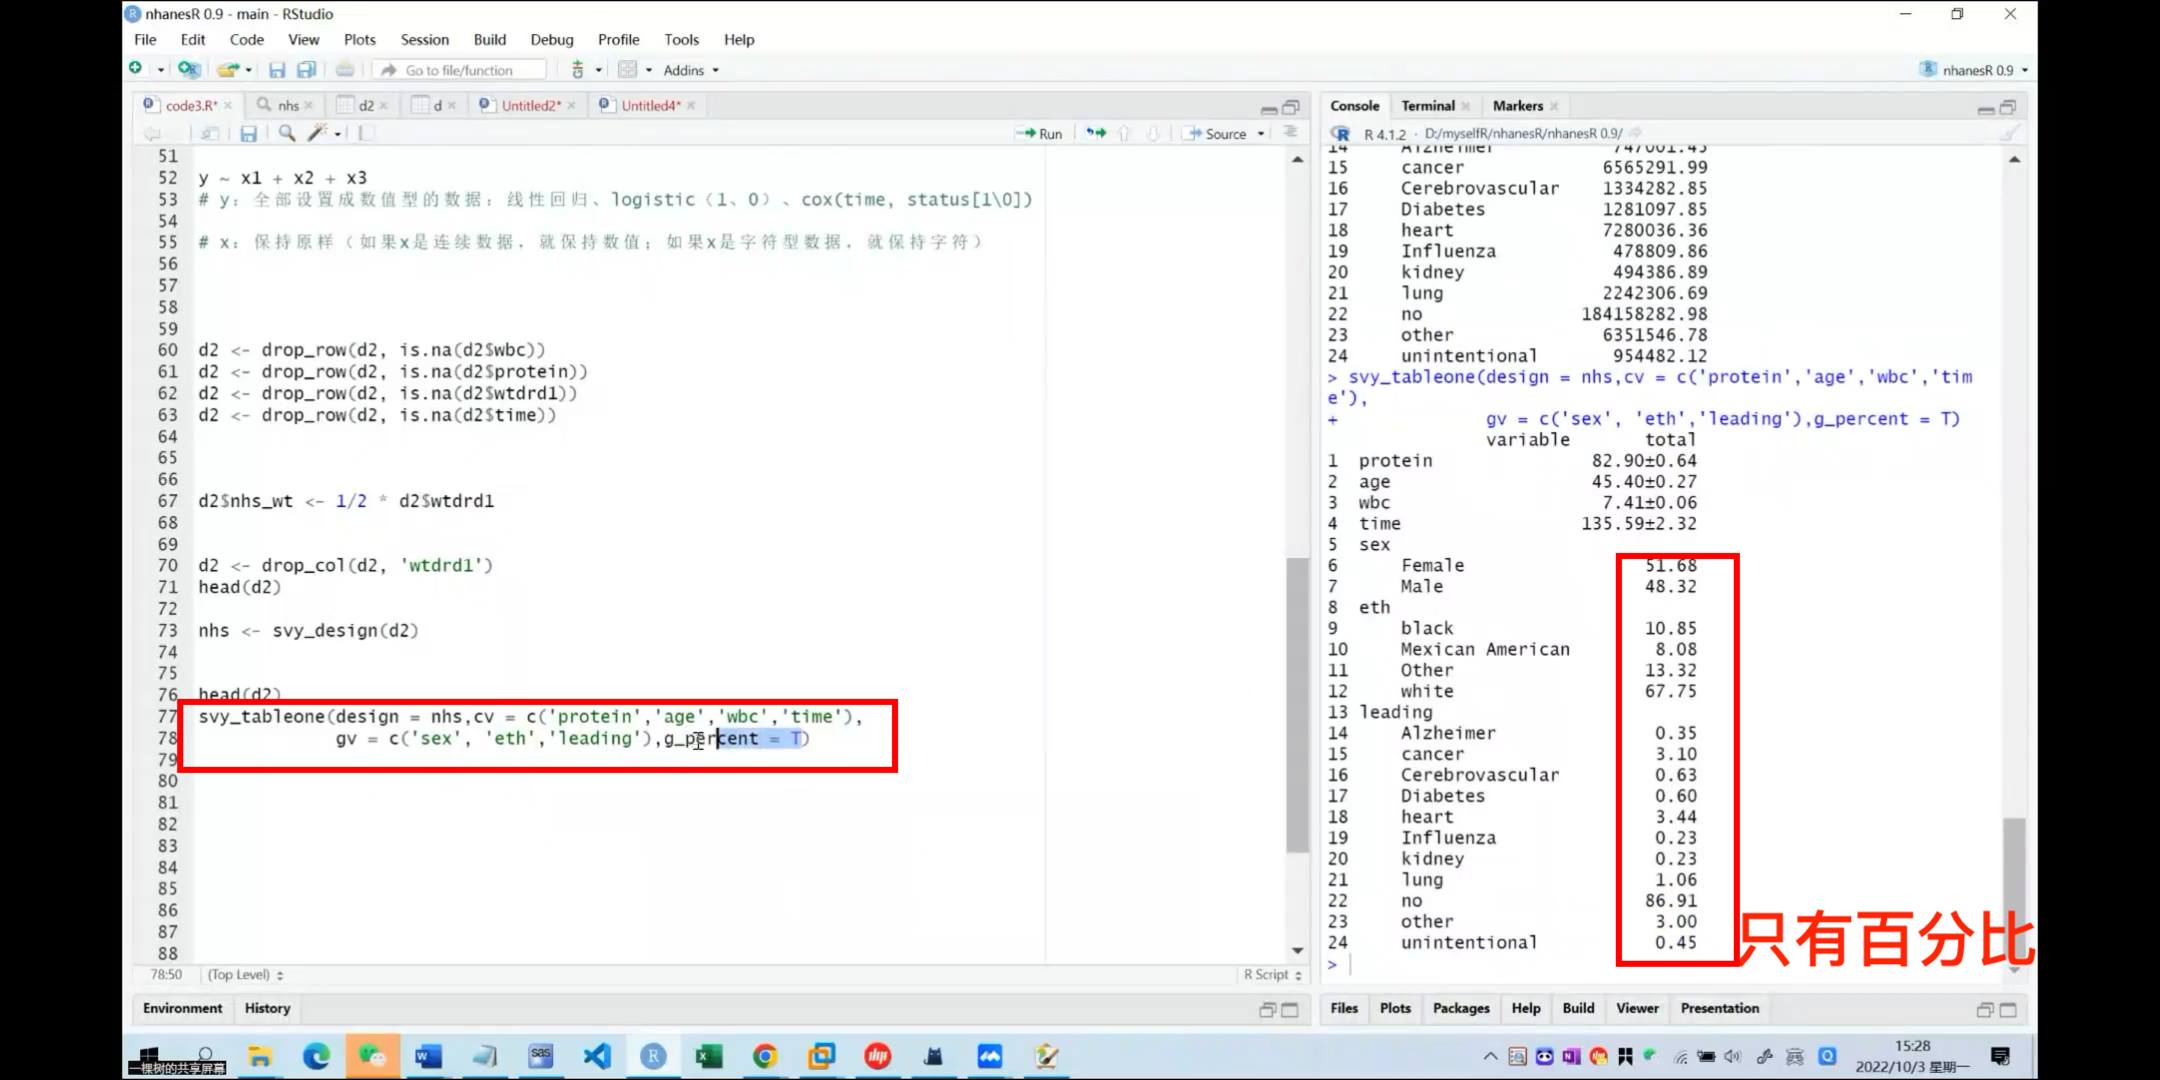 nhanesR 0.9 - main - RStudio
File Edit Code View Plots Session Build Debug Profile Tools Help
Go to file/function
Addins
nhanesR 0.9
code3.R*
nhs
d2
d
Untitled2*
Untitled4*
Run
Source
51
52 y ~ x1 + x2 + x3
53 # y：全部设置成数值型的数据：线性回归、logistic（1、0）、cox(time, status[1\0])
54
55 # x：保持原样（如果x是连续数据，就保持数值；如果x是字符型数据，就保持字符）
56
57
58
59
60 d2 <- drop_row(d2, is.na(d2$wbc))
61 d2 <- drop_row(d2, is.na(d2$protein))
62 d2 <- drop_row(d2, is.na(d2$wtdrd1))
63 d2 <- drop_row(d2, is.na(d2$time))
64
65
66
67 d2$nhs_wt <- 1/2 * d2$wtdrd1
68
69
70 d2 <- drop_col(d2, 'wtdrd1')
71 head(d2)
72
73 nhs <- svy_design(d2)
74
75
76 head(d2)
77 svy_tableone(design = nhs,cv = c('protein','age','wbc','time'),
78 gv = c('sex', 'eth','leading'),g_percent = T)
79
80
81
82
83
84
85
86
87
88
78:50 (Top Level) R Script
Environment History
Console Terminal Markers
R 4.1.2 · D:/myselfR/nhanesR/nhanesR 0.9/
14 Alzheimer 747001.45
15 cancer 6565291.99
16 Cerebrovascular 1334282.85
17 Diabetes 1281097.85
18 heart 7280036.36
19 Influenza 478809.86
20 kidney 494386.89
21 lung 2242306.69
22 no 184158282.98
23 other 6351546.78
24 unintentional 954482.12
> svy_tableone(design = nhs,cv = c('protein','age','wbc','tim
e'),
+ gv = c('sex', 'eth','leading'),g_percent = T)
variable total
1 protein 82.90±0.64
2 age 45.40±0.27
3 wbc 7.41±0.06
4 time 135.59±2.32
5 sex
6 Female 51.68
7 Male 48.32
8 eth
9 black 10.85
10 Mexican American 8.08
11 Other 13.32
12 white 67.75
13 leading
14 Alzheimer 0.35
15 cancer 3.10
16 Cerebrovascular 0.63
17 Diabetes 0.60
18 heart 3.44
19 Influenza 0.23
20 kidney 0.23
21 lung 1.06
22 no 86.91
23 other 3.00
24 unintentional 0.45
>
只有百分比
Files Plots Packages Help Build Viewer Presentation
一棵树的共享屏幕
15:28
2022/10/3 星期一